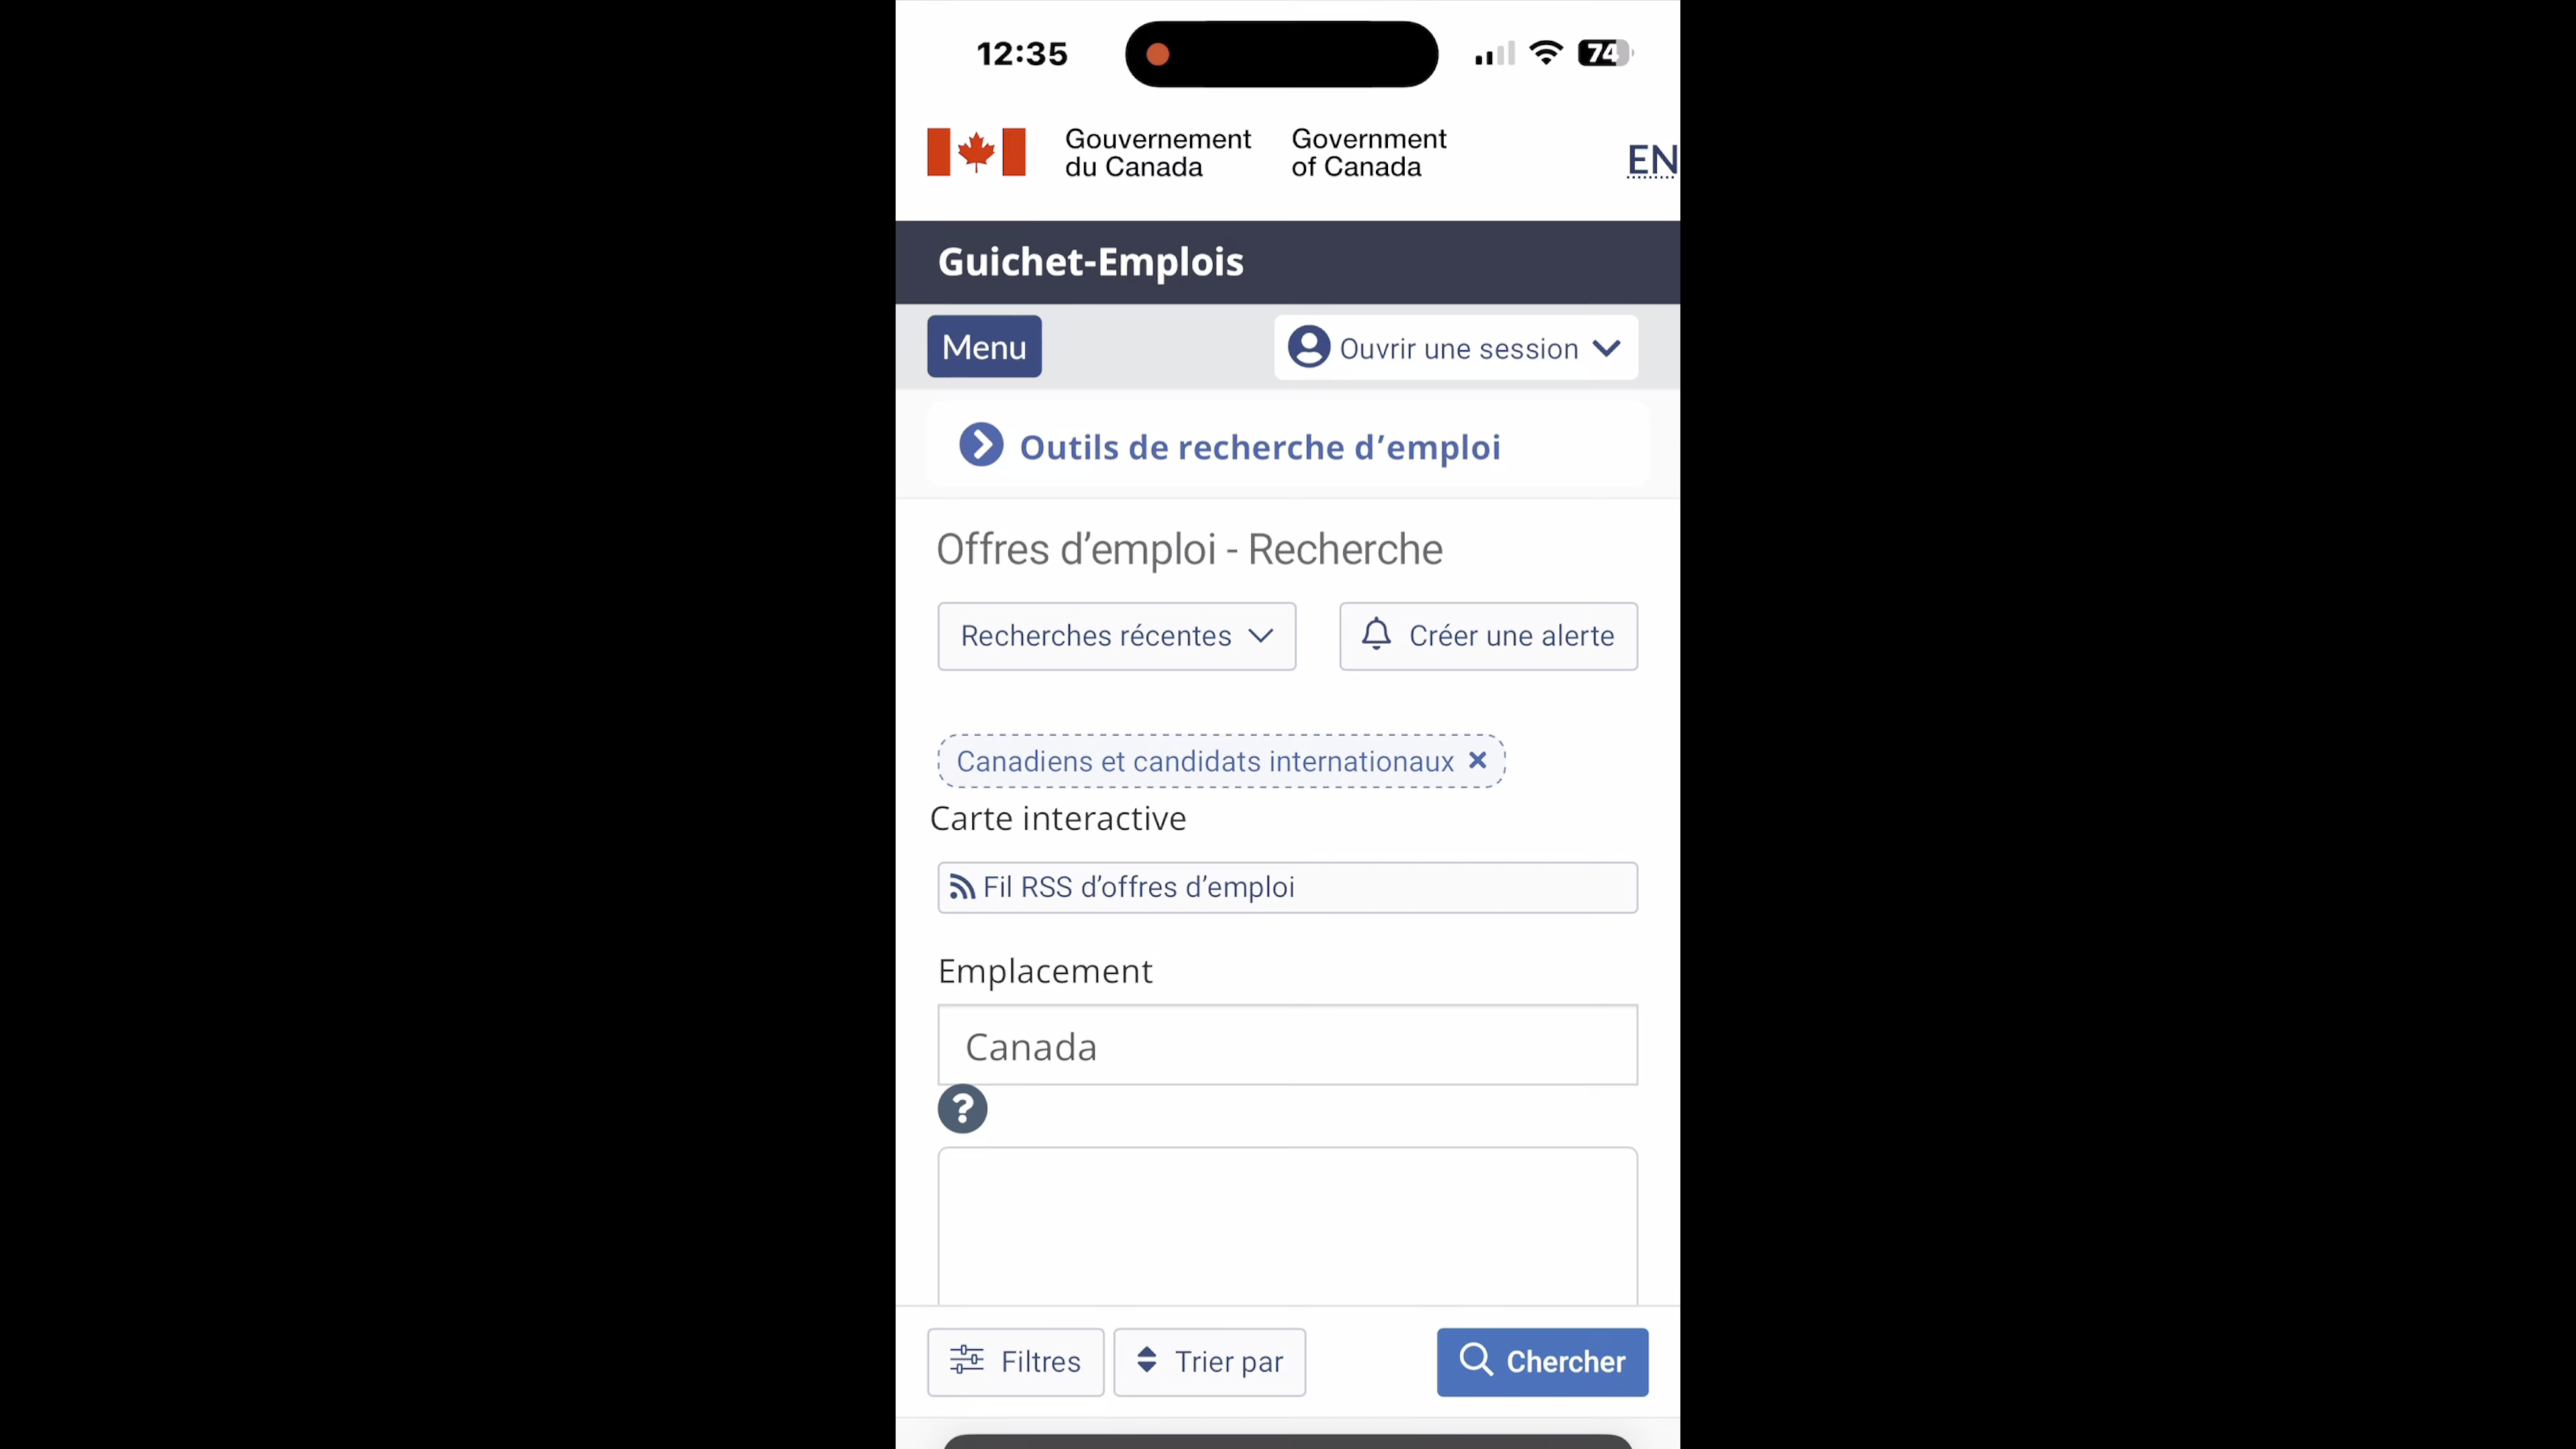 12:35
74
Gouvernement
du Canada
Government
of Canada
EN
Guichet-Emplois
Menu
Ouvrir une session
Outils de recherche d’emploi
Offres d’emploi - Recherche
Recherches récentes
Créer une alerte
Canadiens et candidats internationaux
Carte interactive
Fil RSS d’offres d’emploi
Emplacement
Canada
?
Filtres
Trier par
Chercher